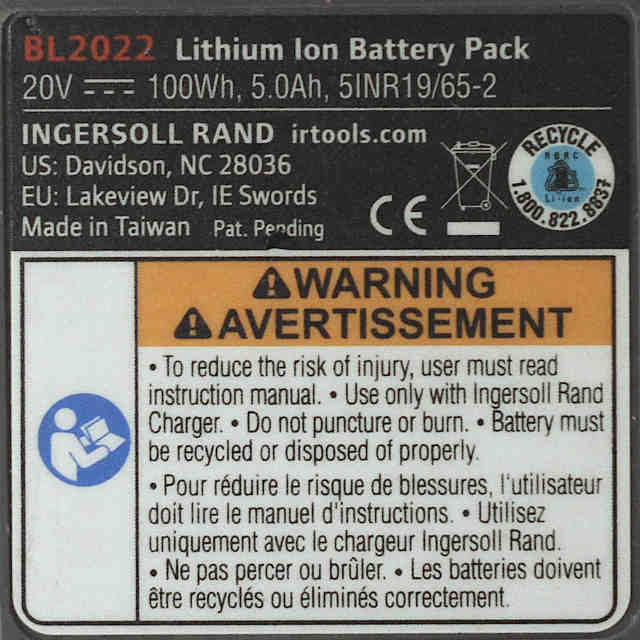 BL2022 Lithium Ion Battery Pack
20V 100Wh, 5.0Ah, 5INR19/65-2
INGERSOLL RAND irtools.com
US: Davidson, NC 28036
EU: Lakeview Dr, IE Swords
Made in Taiwan Pat. Pending
CE
RECYCLE
RBRC
Li-ion
1.800.822.8837
WARNING
AVERTISSEMENT
• To reduce the risk of injury, user must read
instruction manual. • Use only with Ingersoll Rand
Charger. • Do not puncture or burn. • Battery must
be recycled or disposed of properly.
• Pour réduire le risque de blessures, l'utilisateur
doit lire le manuel d'instructions. • Utilisez
uniquement avec le chargeur Ingersoll Rand.
• Ne pas percer ou brûler. • Les batteries doivent
être recyclés ou éliminés correctement.